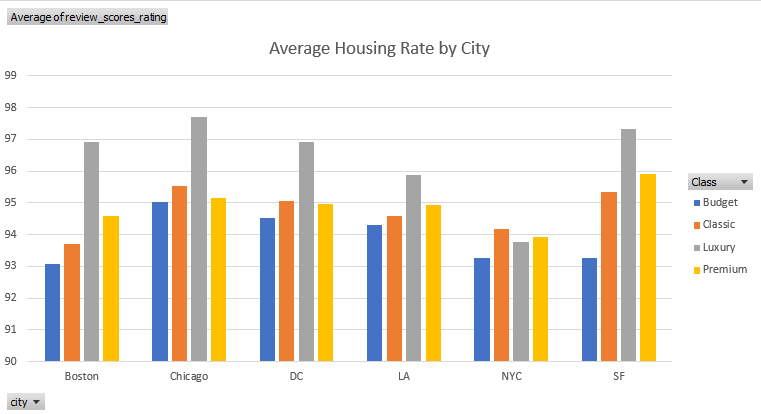 Average of review_scores_rating
Average Housing Rate by City
99
98
97
96
95
94
93
92
91
90
Boston
Chicago
DC
LA
NYC
SF
Class
Budget
Classic
Luxury
Premium
city